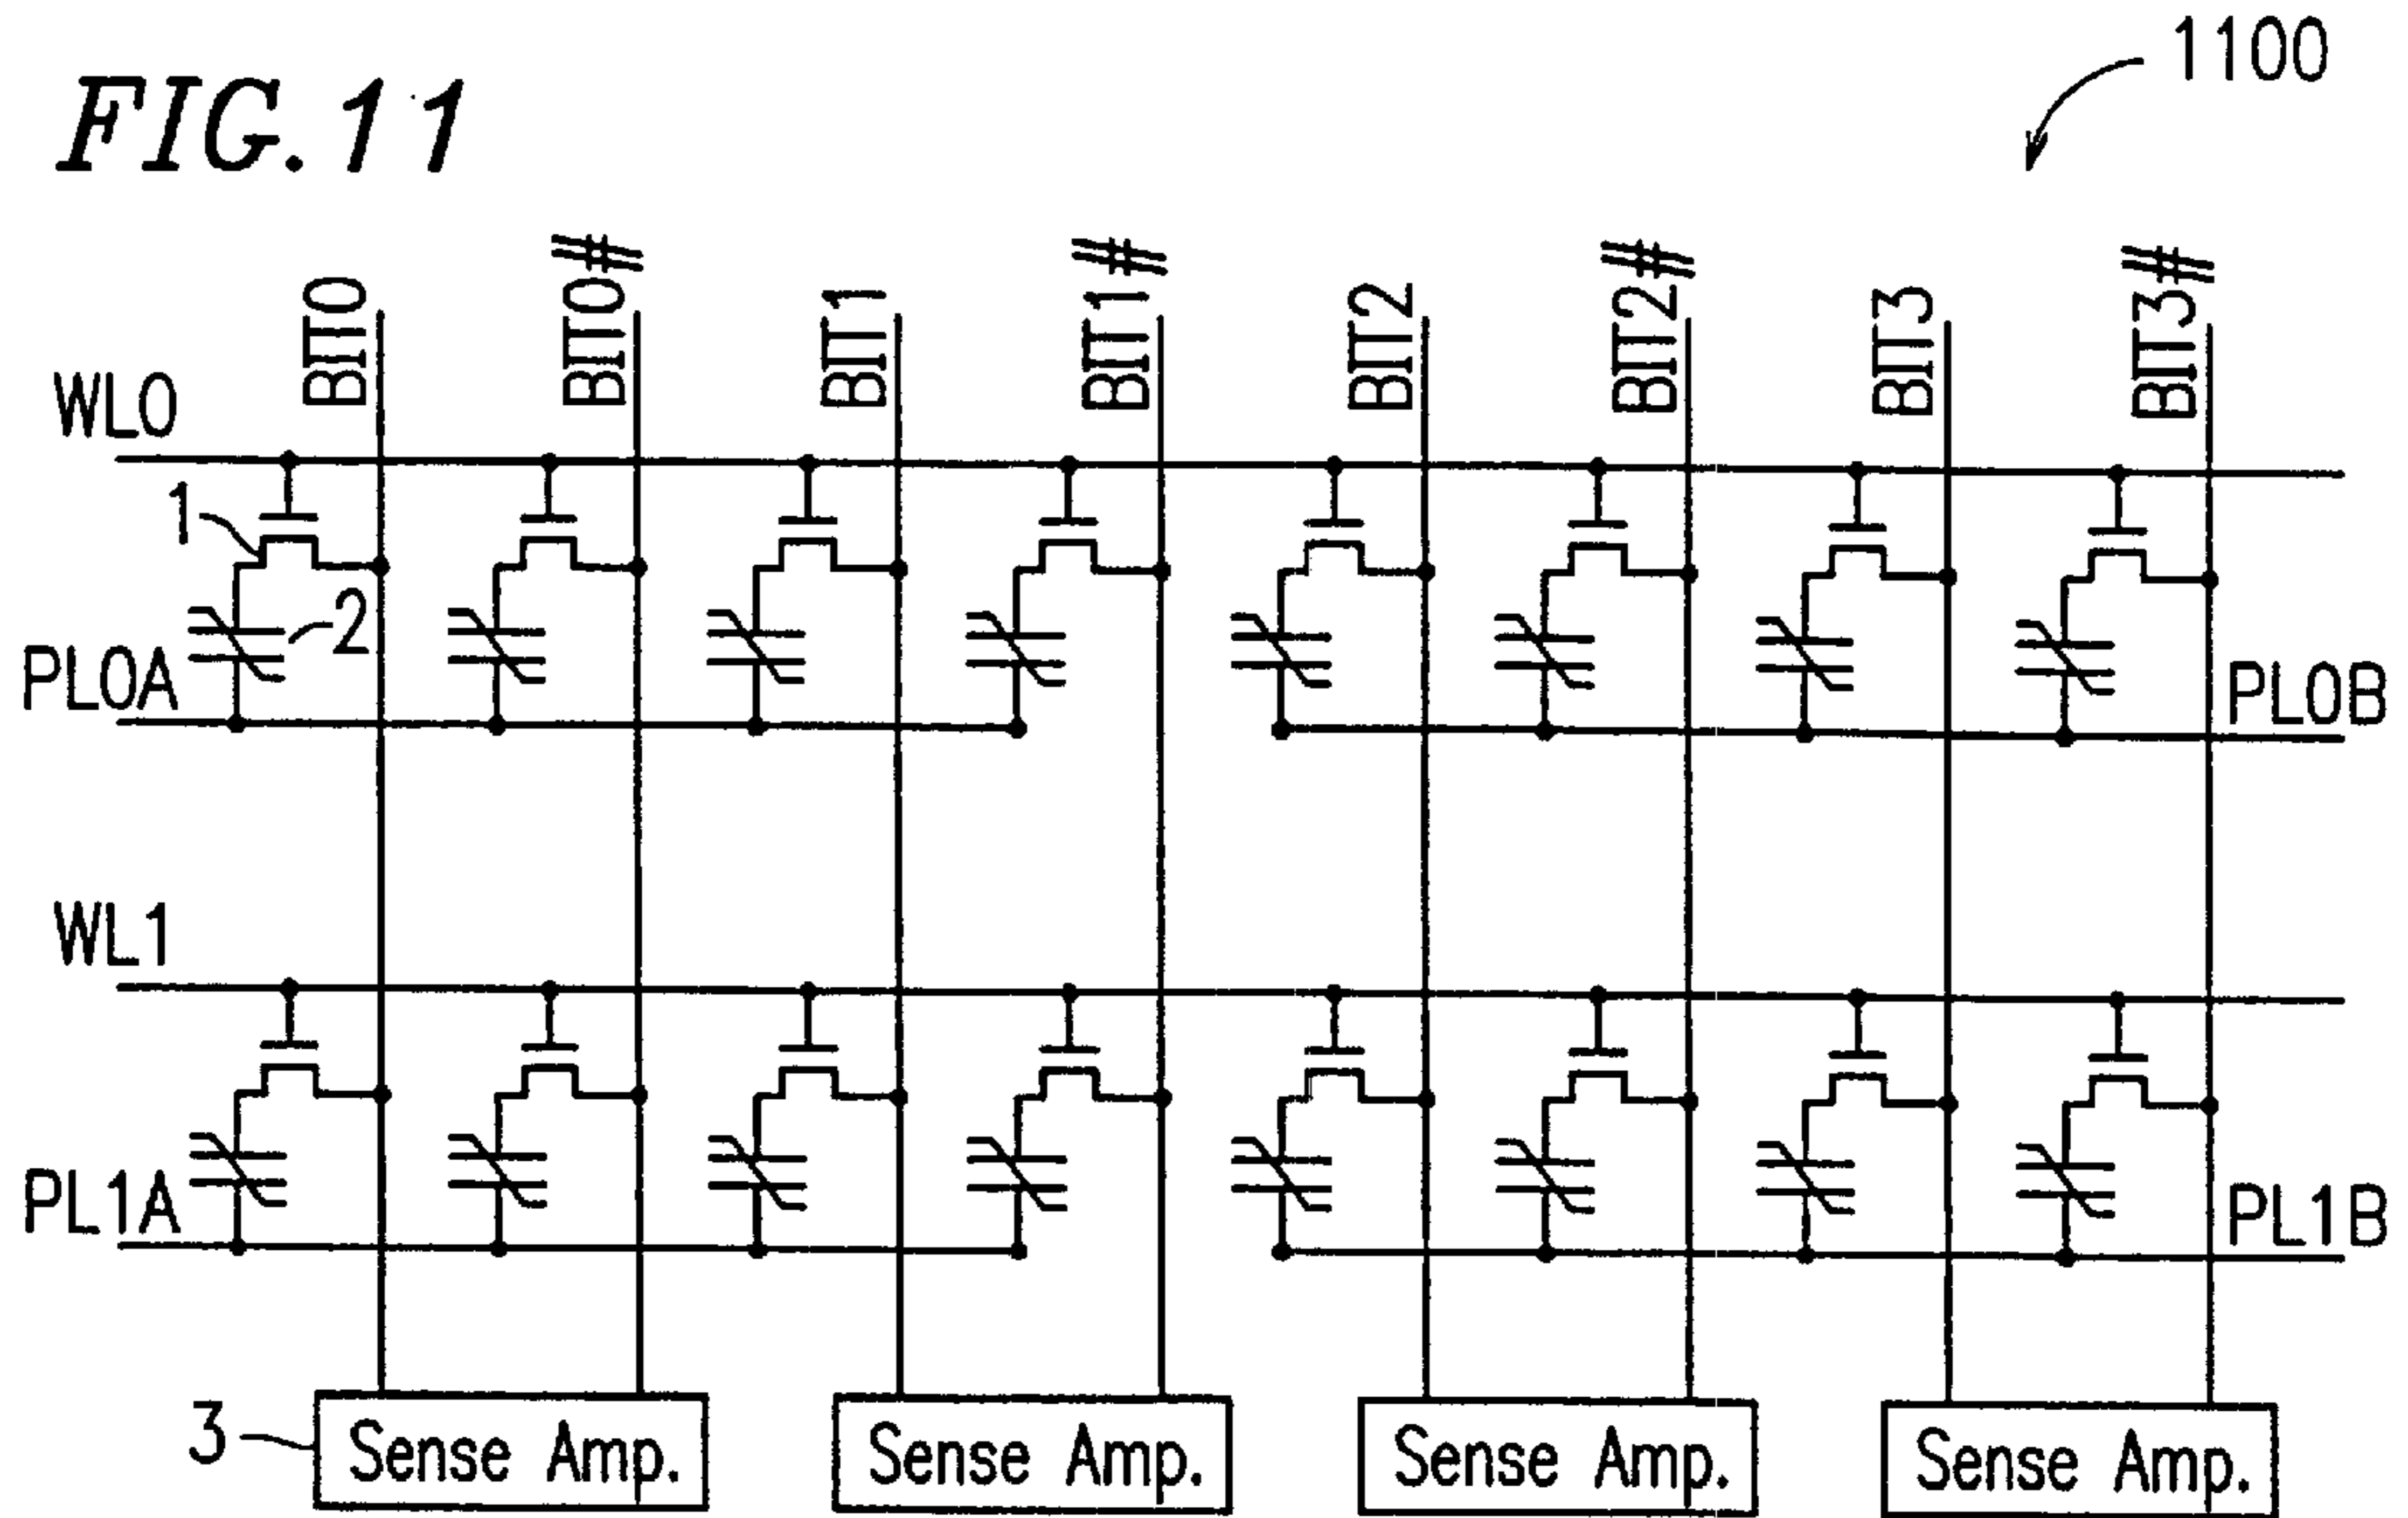 FIG.11
1100
BIT0
BIT0#
BIT1
BIT1#
BIT2
BIT2#
BIT3
BIT3#
WL0
1
2
PL0A
PL0B
WL1
PL1A
PL1B
3
Sense Amp.
Sense Amp.
Sense Amp.
Sense Amp.